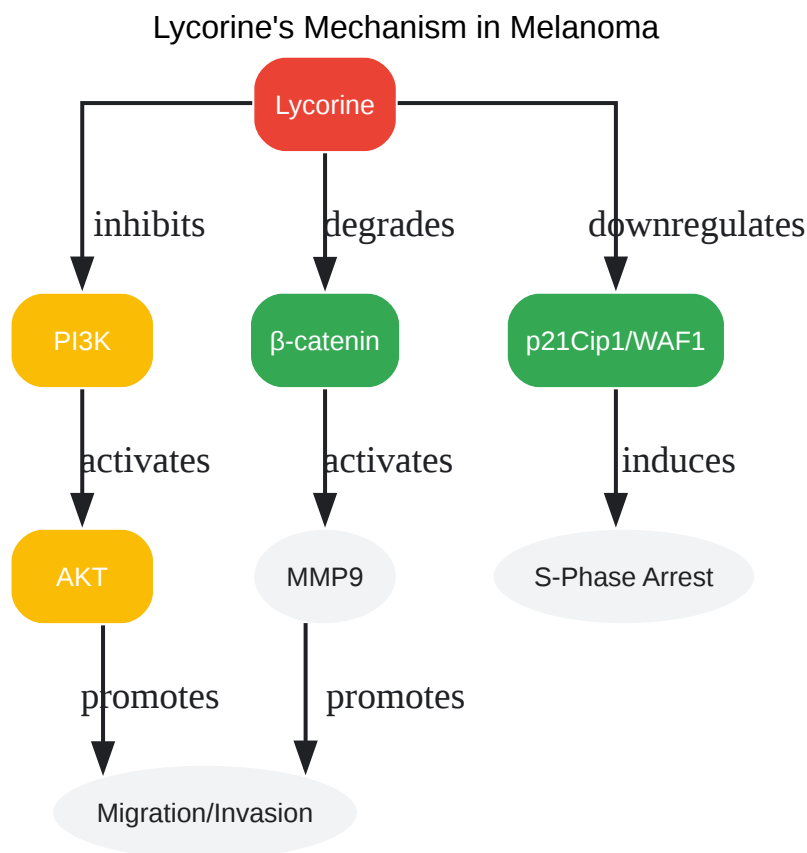 Lycorine's Mechanism in Melanoma
Lycorine
inhibits
degrades
downregulates
PI3K
β-catenin
p21Cip1/WAF1
activates
activates
induces
AKT
MMP9
S-Phase Arrest
promotes
promotes
Migration/Invasion